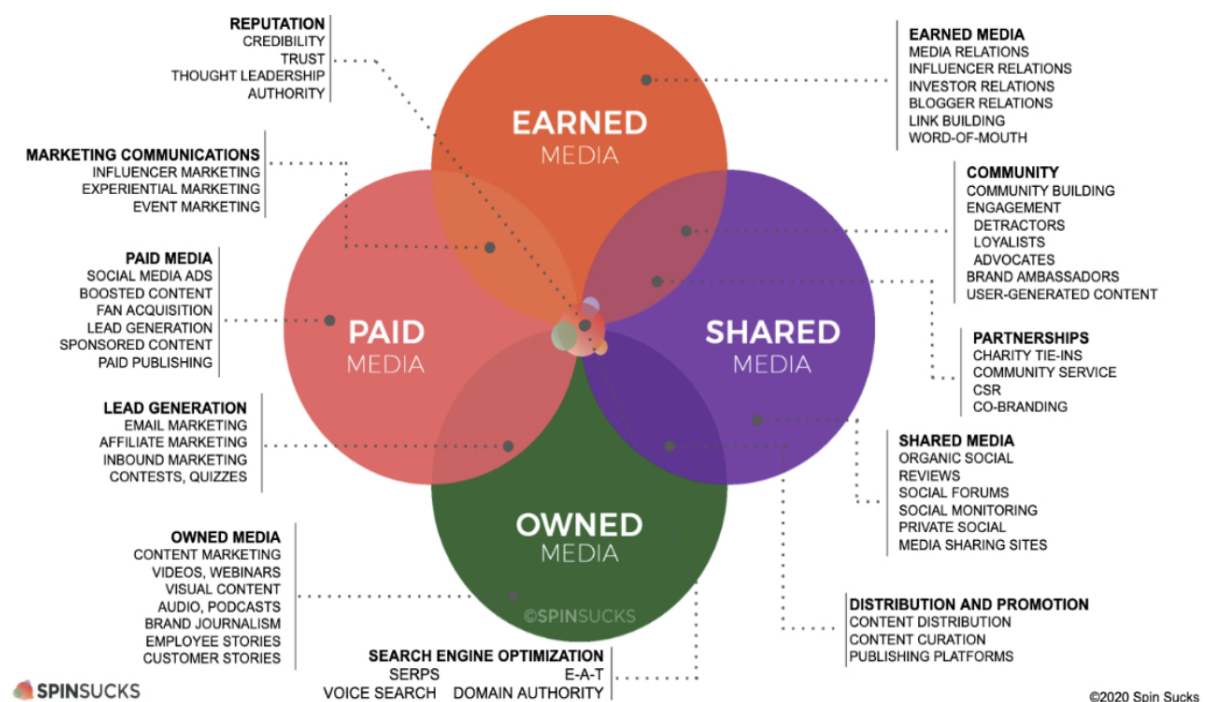 REPUTATION
CREDIBILITY
TRUST
THOUGHT LEADERSHIP
AUTHORITY
MARKETING COMMUNICATIONS
INFLUENCER MARKETING
EXPERIENTIAL MARKETING
EVENT MARKETING
PAID MEDIA
SOCIAL MEDIA ADS
BOOSTED CONTENT
FAN ACQUISITION
LEAD GENERATION
SPONSORED CONTENT
PAID PUBLISHING
LEAD GENERATION
EMAIL MARKETING
AFFILIATE MARKETING
INBOUND MARKETING
CONTESTS, QUIZZES
OWNED MEDIA
CONTENT MARKETING
VIDEOS, WEBINARS
VISUAL CONTENT
AUDIO, PODCASTS
BRAND JOURNALISM
EMPLOYEE STORIES
CUSTOMER STORIES
EARNED
MEDIA
PAID
MEDIA
SHARED
MEDIA
OWNED
MEDIA
©SPINSUCKS
SEARCH ENGINE OPTIMIZATION
SERPS E-A-T
VOICE SEARCH DOMAIN AUTHORITY
EARNED MEDIA
MEDIA RELATIONS
INFLUENCER RELATIONS
INVESTOR RELATIONS
BLOGGER RELATIONS
LINK BUILDING
WORD-OF-MOUTH
COMMUNITY
COMMUNITY BUILDING
ENGAGEMENT
DETRACTORS
LOYALISTS
ADVOCATES
BRAND AMBASSADORS
USER-GENERATED CONTENT
PARTNERSHIPS
CHARITY TIE-INS
COMMUNITY SERVICE
CSR
CO-BRANDING
SHARED MEDIA
ORGANIC SOCIAL
REVIEWS
SOCIAL FORUMS
SOCIAL MONITORING
PRIVATE SOCIAL
MEDIA SHARING SITES
DISTRIBUTION AND PROMOTION
CONTENT DISTRIBUTION
CONTENT CURATION
PUBLISHING PLATFORMS
SPINSUCKS
©2020 Spin Sucks